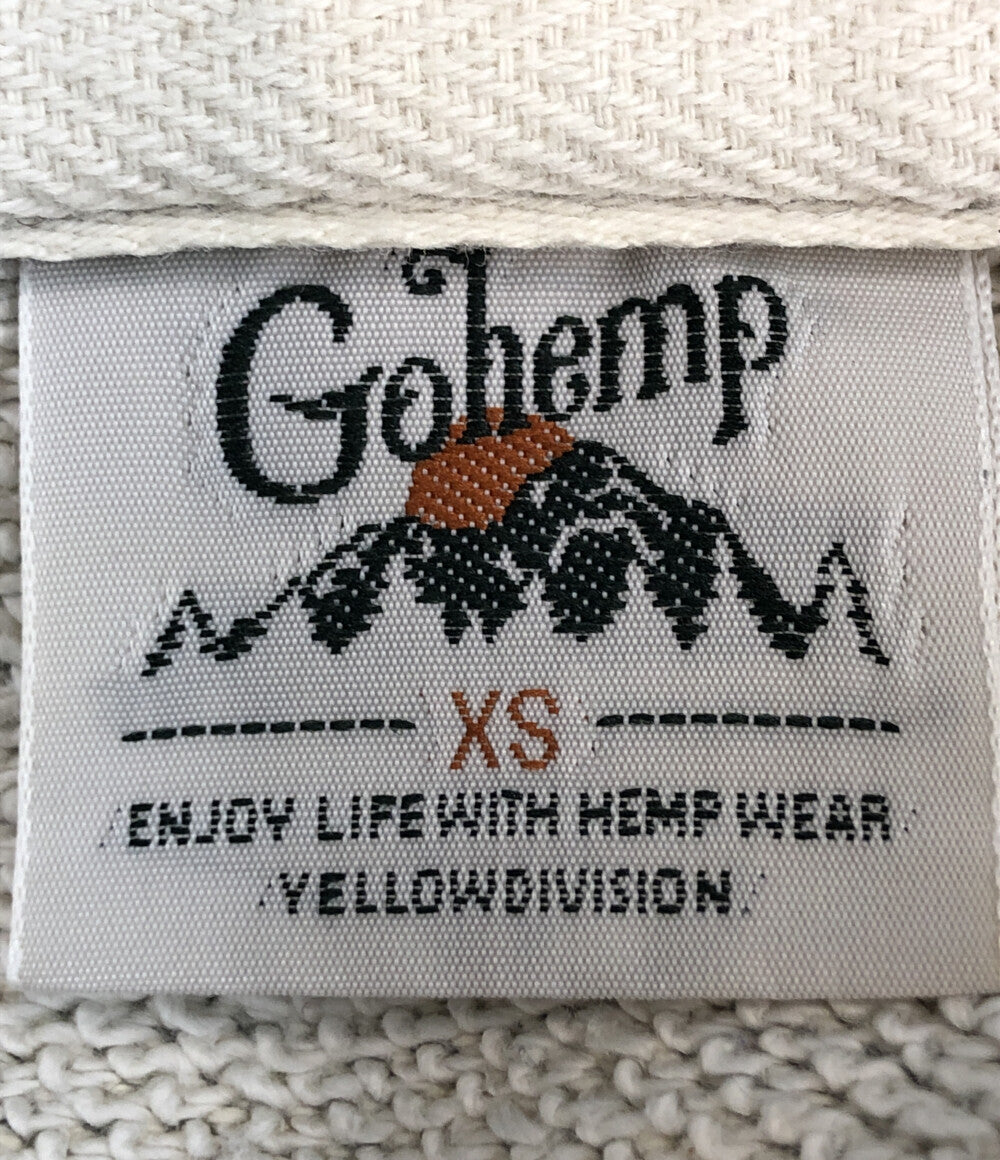 Gohemp
XS
ENJOY LIFE WITH HEMP WEAR
YELLOWDIVISION